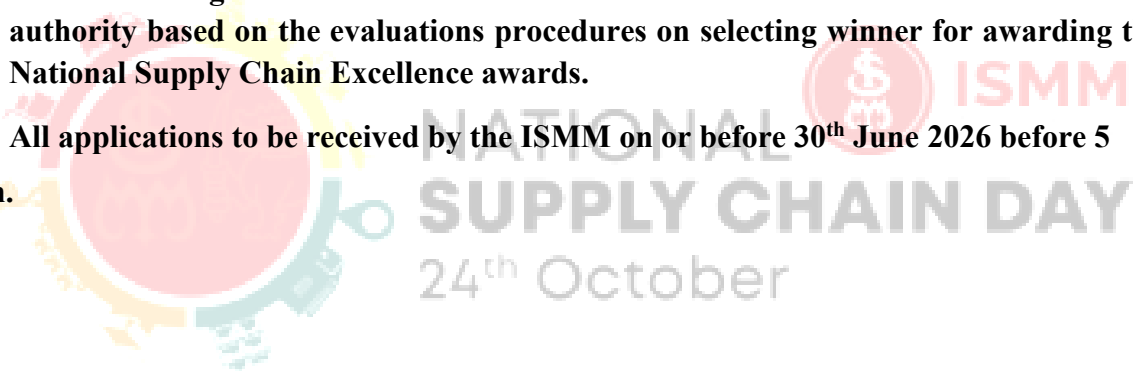 authority based on the evaluations procedures on selecting winner for awarding t
National Supply Chain Excellence awards.
ISMM
All applications to be received by the ISMM on or before 30th June 2026 before 5
NATIONAL
SUPPLY CHAIN DAY
24th October